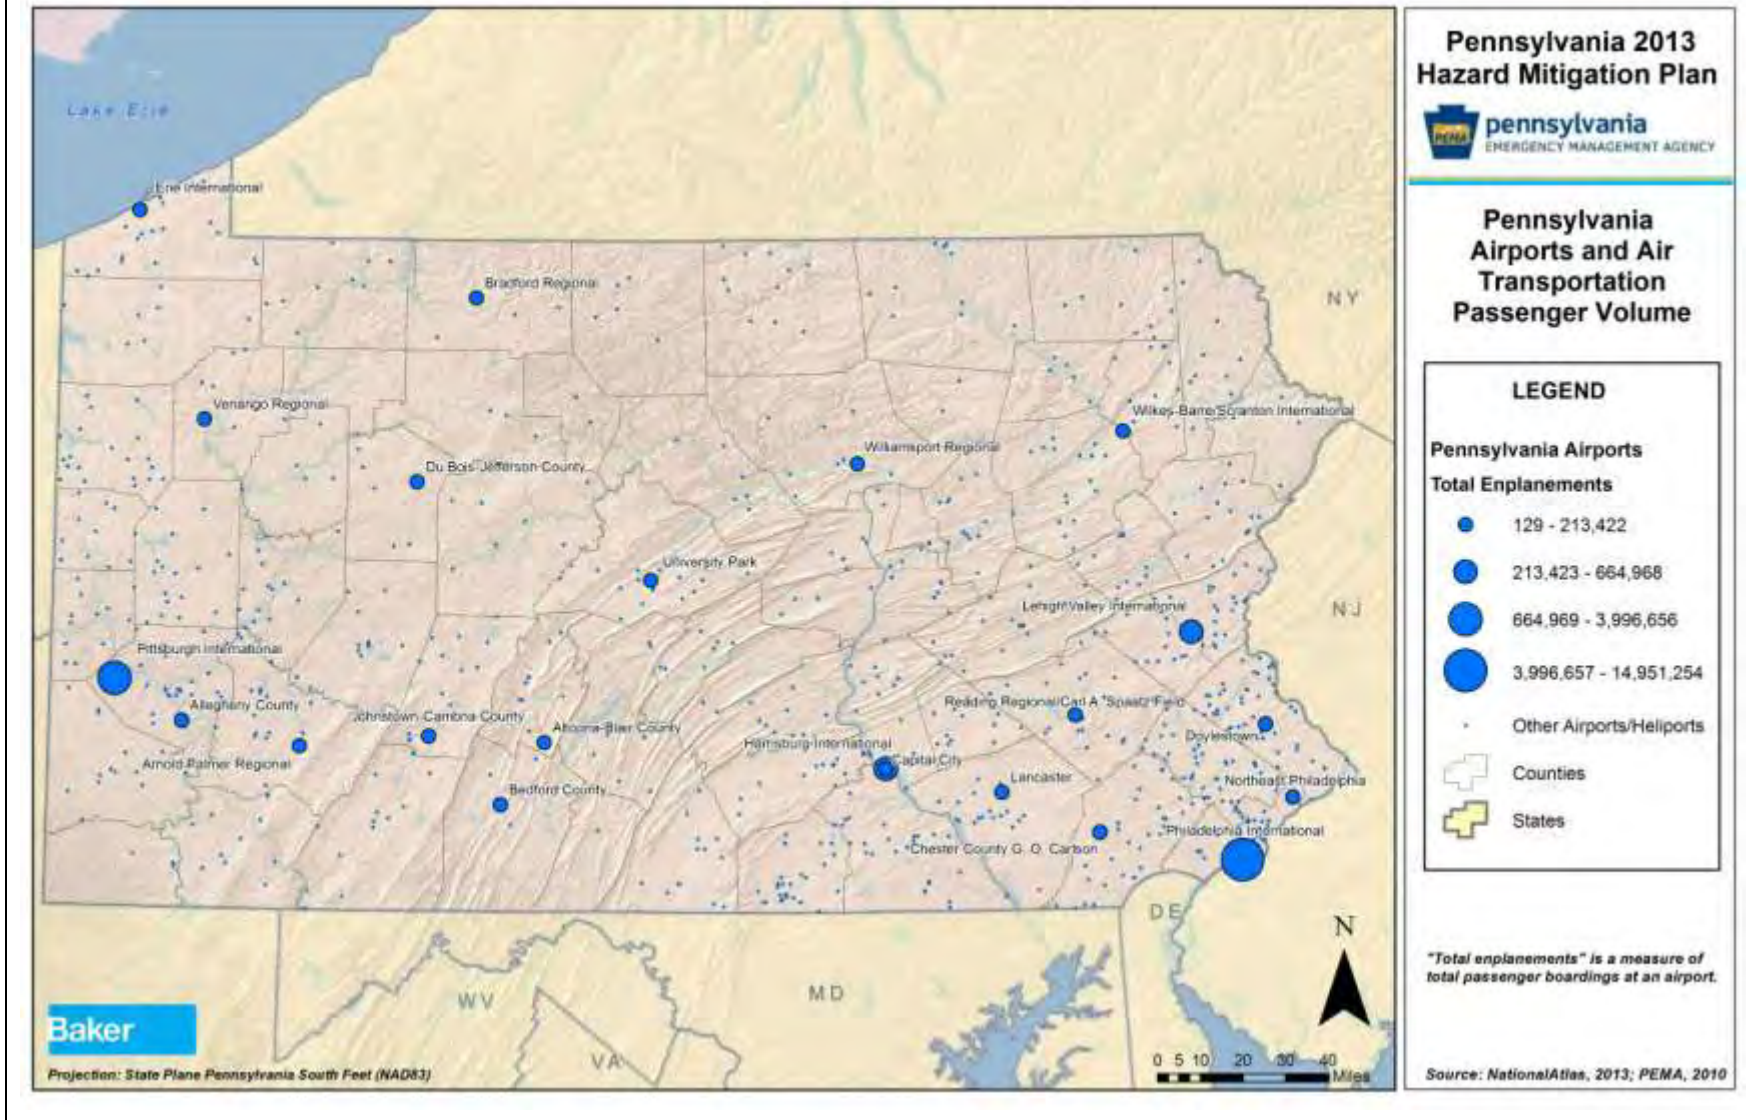 Pennsylvania 2013
Hazard Mitigation Plan
PEMA
pennsylvania
EMERGENCY MANAGEMENT AGENCY
Pennsylvania
Airports and Air
Transportation
Passenger Volume
LEGEND
Pennsylvania Airports
Total Enplanements
129 - 213,422
213,423 - 664,968
664,969 - 3,996,656
3,996,657 - 14,951,254
Other Airports/Heliports
Counties
States
"Total enplanements" is a measure of
total passenger boardings at an airport.
Source: NationalAtlas, 2013; PEMA, 2010
Lake Erie
Erie International
Bradford Regional
NY
Venango Regional
Wilkes-Barre/Scranton International
Williamsport Regional
Du Bois-Jefferson County
University Park
Lehigh Valley International
NJ
Pittsburgh International
Allegheny County
Reading Regional/Carl A Spaatz Field
Johnstown-Cambria County
Altoona-Blair County
Doylestown
Harrisburg International
Arnold Palmer Regional
Capital City
Lancaster
Northeast Philadelphia
Bedford County
Philadelphia International
Chester County G. O. Carlson
DE
N
WV
MD
VA
Baker
0 5 10 20 30 40
Miles
Projection: State Plane Pennsylvania South Feet (NAD83)